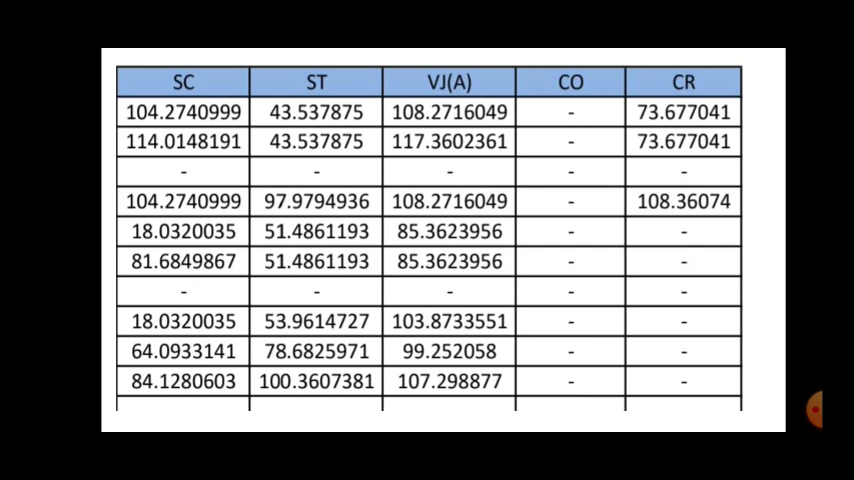 SC ST VJ(A) CO CR
104.2740999 43.537875 108.2716049 - 73.677041
114.0148191 43.537875 117.3602361 - 73.677041
- - - - -
104.2740999 97.9794936 108.2716049 - 108.36074
18.0320035 51.4861193 85.3623956 - -
81.6849867 51.4861193 85.3623956 - -
- - - - -
18.0320035 53.9614727 103.8733551 - -
64.0933141 78.6825971 99.252058 - -
84.1280603 100.3607381 107.298877 - -